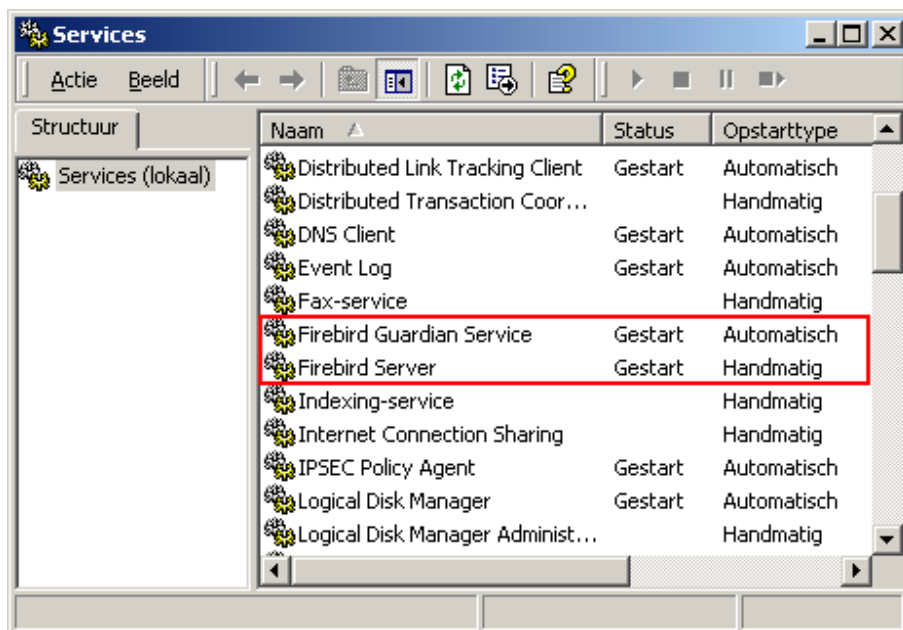 Services
Actie Beeld
Structuur
Services (lokaal)
Naam Status Opstarttype
Distributed Link Tracking Client Gestart Automatisch
Distributed Transaction Coor... Handmatig
DNS Client Gestart Automatisch
Event Log Gestart Automatisch
Fax-service Handmatig
Firebird Guardian Service Gestart Automatisch
Firebird Server Gestart Handmatig
Indexing-service Handmatig
Internet Connection Sharing Handmatig
IPSEC Policy Agent Gestart Automatisch
Logical Disk Manager Gestart Automatisch
Logical Disk Manager Administ... Handmatig